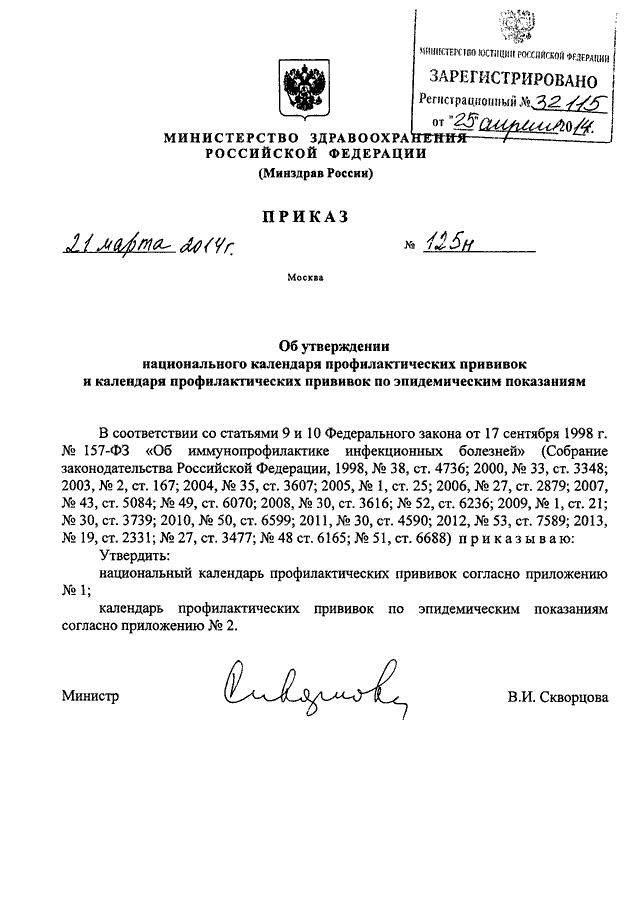 МИНИСТЕРСТВО ЮСТИЦИИ РОССИЙСКОЙ ФЕДЕРАЦИИ
ЗАРЕГИСТРИРОВАНО
Регистрационный № 32115
от "25" апреля 2014.
МИНИСТЕРСТВО ЗДРАВООХРАНЕНИЯ
РОССИЙСКОЙ ФЕДЕРАЦИИ
(Минздрав России)
ПРИКАЗ
21 марта 2014г. № 125н
Москва
Об утверждении
национального календаря профилактических прививок
и календаря профилактических прививок по эпидемическим показаниям
В соответствии со статьями 9 и 10 Федерального закона от 17 сентября 1998 г.
№ 157-ФЗ «Об иммунопрофилактике инфекционных болезней» (Собрание
законодательства Российской Федерации, 1998, № 38, ст. 4736; 2000, № 33, ст. 3348;
2003, № 2, ст. 167; 2004, № 35, ст. 3607; 2005, № 1, ст. 25; 2006, № 27, ст. 2879; 2007,
№ 43, ст. 5084; № 49, ст. 6070; 2008, № 30, ст. 3616; № 52, ст. 6236; 2009, № 1, ст. 21;
№ 30, ст. 3739; 2010, № 50, ст. 6599; 2011, № 30, ст. 4590; 2012, № 53, ст. 7589; 2013,
№ 19, ст. 2331; № 27, ст. 3477; № 48 ст. 6165; № 51, ст. 6688) приказываю:
Утвердить:
национальный календарь профилактических прививок согласно приложению
№ 1;
календарь профилактических прививок по эпидемическим показаниям
согласно приложению № 2.
Министр В.И. Скворцова